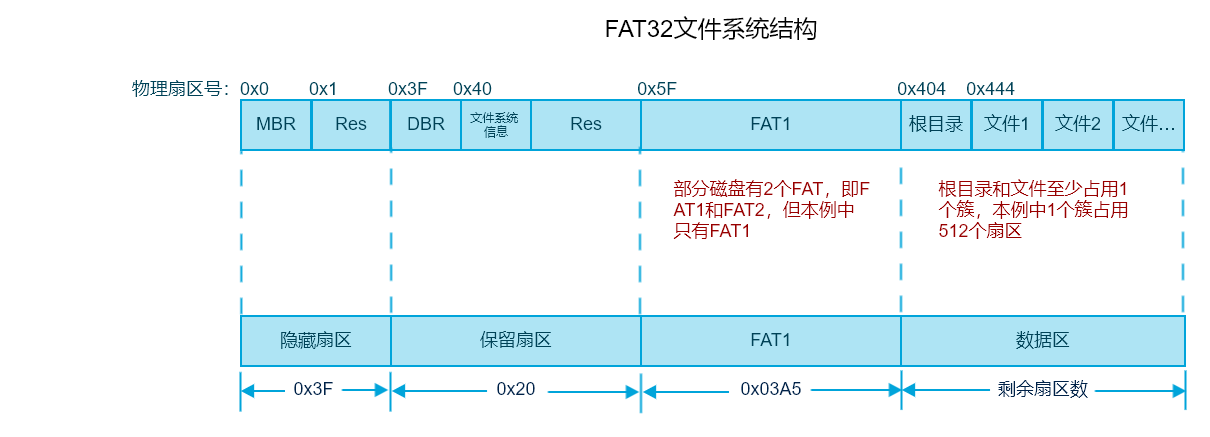 FAT32文件系统结构
物理扇区号：0x0 0x1 0x3F 0x40 0x5F 0x404 0x444
MBR Res DBR 文件系统 Res FAT1 根目录 文件1 文件2 文件...
信息
部分磁盘有2个FAT，即F
AT1和FAT2，但本例中
只有FAT1
根目录和文件至少占用1
个簇，本例中1个簇占用
512个扇区
隐藏扇区 保留扇区 FAT1 数据区
0x3F 0x20 0x03A5 剩余扇区数